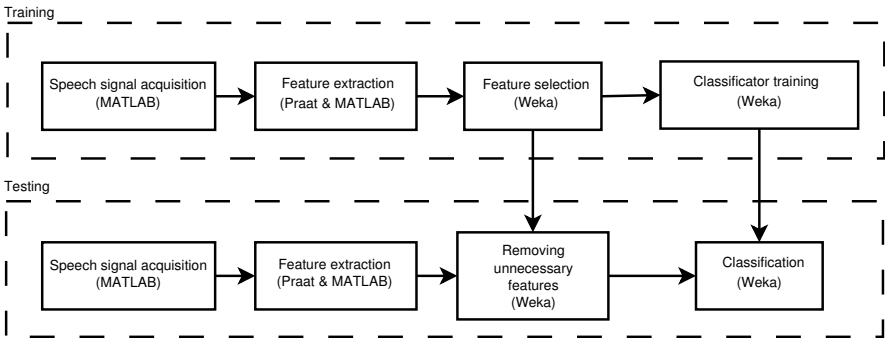 Training
Speech signal acquisition
(MATLAB)
Feature extraction
(Praat & MATLAB)
Feature selection
(Weka)
Classificator training
(Weka)
Testing
Speech signal acquisition
(MATLAB)
Feature extraction
(Praat & MATLAB)
Removing
unnecessary
features
(Weka)
Classification
(Weka)